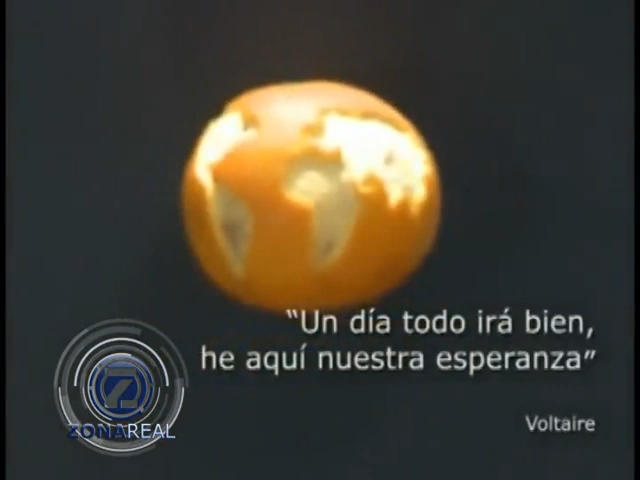 “Un día todo irá bien,
he aquí nuestra esperanza”
Voltaire
Z
ZONAREAL